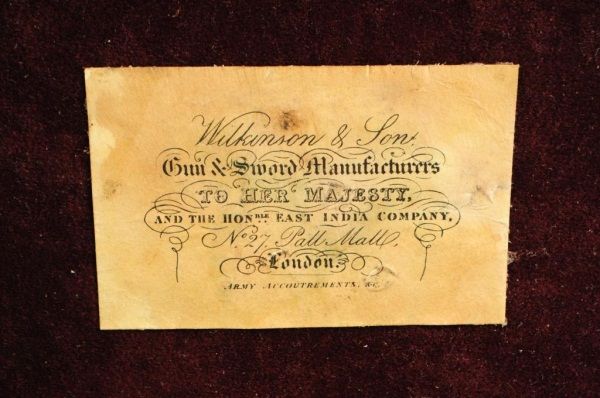 Wilkinson & Son,
Gun & Sword Manufacturers
TO HER MAJESTY,
AND THE HONBLE. EAST INDIA COMPANY,
No. 27, Pall Mall,
London.
ARMY ACCOUTREMENTS, &c.